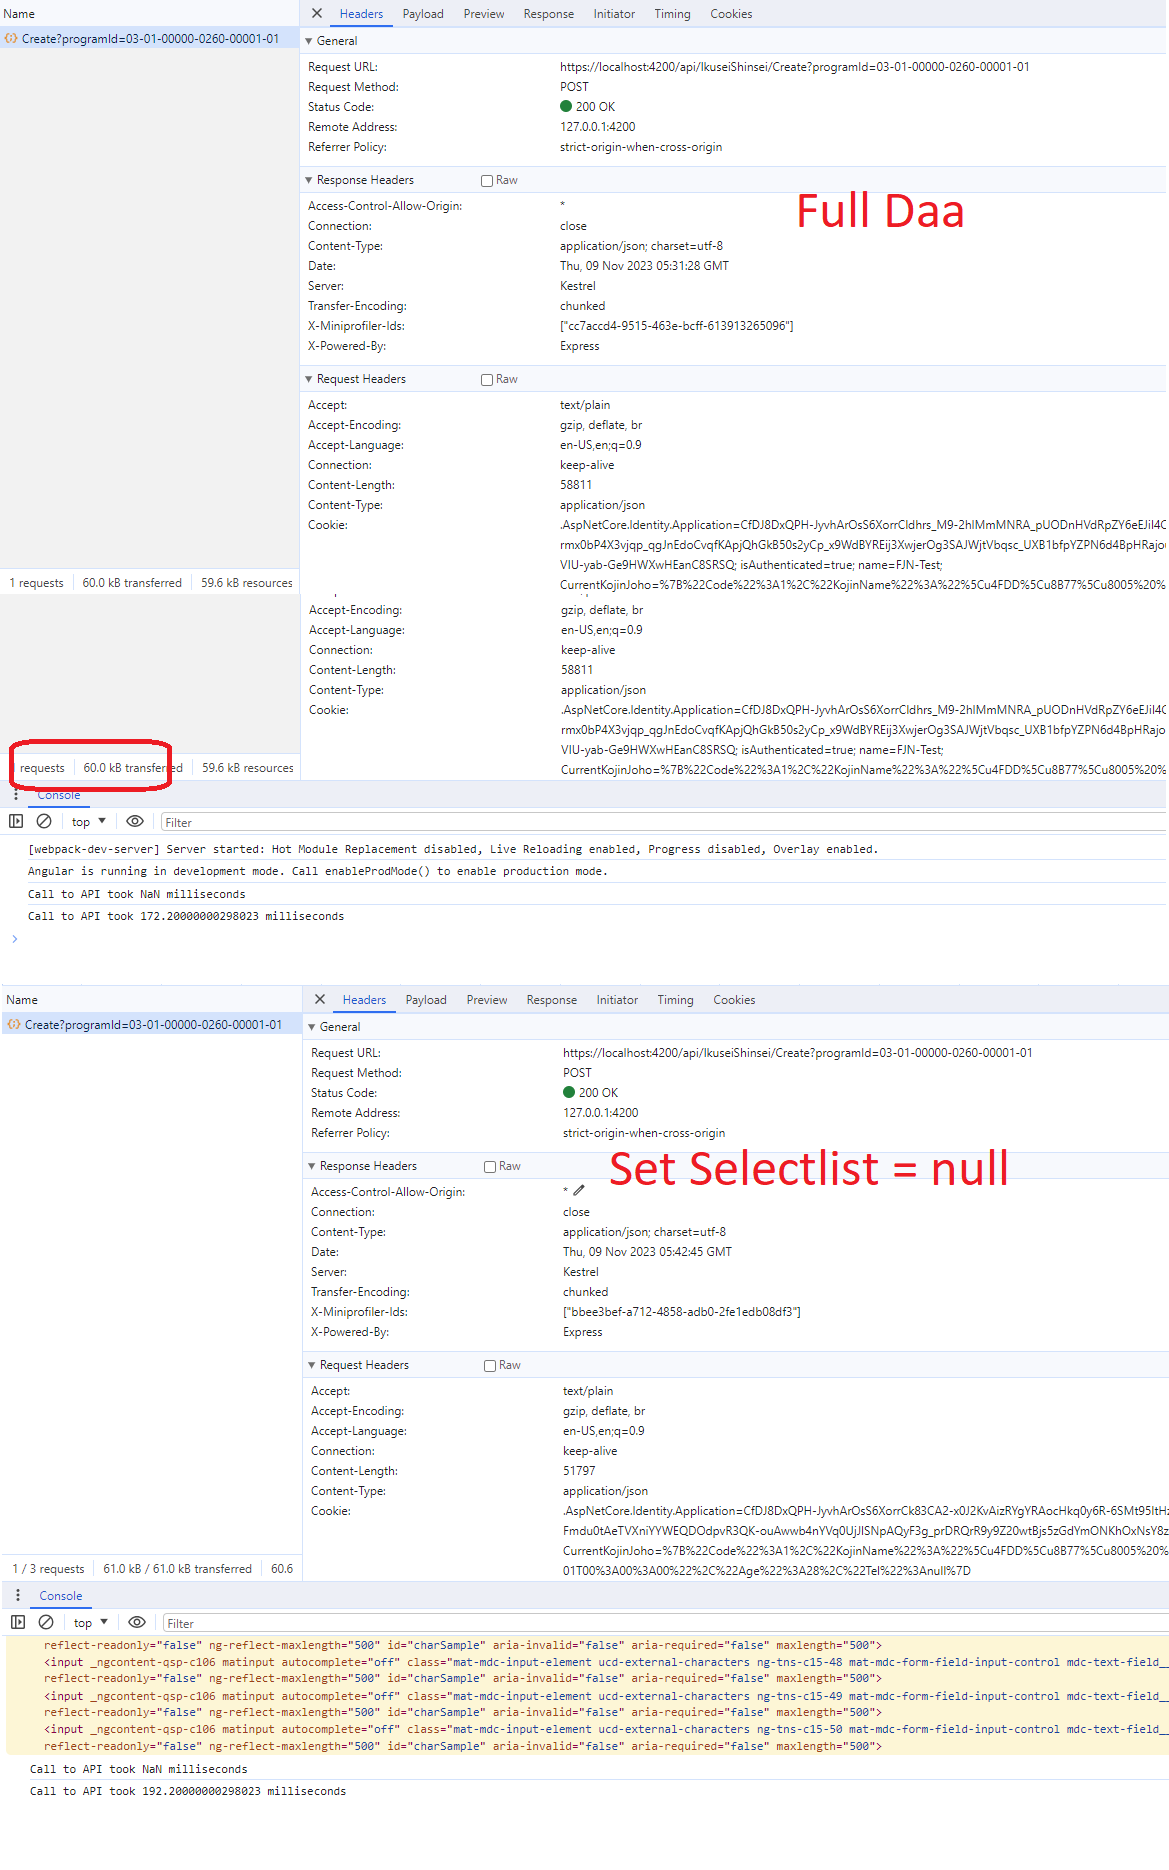 Name
Headers Payload Preview Response Initiator Timing Cookies
Create?programId=03-01-00000-0260-00001-01
General
Request URL: https://localhost:4200/api/IkuseiShinsei/Create?programId=03-01-00000-0260-00001-01
Request Method: POST
Status Code: 200 OK
Remote Address: 127.0.0.1:4200
Referrer Policy: strict-origin-when-cross-origin
Response Headers Raw
Full Daa
Access-Control-Allow-Origin: *
Connection: close
Content-Type: application/json; charset=utf-8
Date: Thu, 09 Nov 2023 05:31:28 GMT
Server: Kestrel
Transfer-Encoding: chunked
X-Miniprofiler-Ids: ["cc7accd4-9515-463e-bcff-613913265096"]
X-Powered-By: Express
Request Headers Raw
Accept: text/plain
Accept-Encoding: gzip, deflate, br
Accept-Language: en-US,en;q=0.9
Connection: keep-alive
Content-Length: 58811
Content-Type: application/json
Cookie: .AspNetCore.Identity.Application=CfDJ8DxQPH-JyvhArOsS6XorrCldhrs_M9-2hlMmMNRA_pUODnHVdRpZY6eEJil4C
rmx0bP4X3vjqp_qgJnEdoCvqfKApjQhGkB50s2yCp_x9WdBYREij3XwjerOg3SAJWjtVbqsc_UXB1bfpYZPN6d4BpHRajo
VIU-yab-Ge9HWXwHEanC8SRSQ; isAuthenticated=true; name=FJN-Test;
1 requests 60.0 kB transferred 59.6 kB resources
CurrentKojinJoho=%7B%22Code%22%3A1%2C%22KojinName%22%3A%22%5Cu4FDD%5Cu8B77%5Cu8005%20%
Accept-Encoding: gzip, deflate, br
Accept-Language: en-US,en;q=0.9
Connection: keep-alive
Content-Length: 58811
Content-Type: application/json
Cookie: .AspNetCore.Identity.Application=CfDJ8DxQPH-JyvhArOsS6XorrCldhrs_M9-2hlMmMNRA_pUODnHVdRpZY6eEJil4C
rmx0bP4X3vjqp_qgJnEdoCvqfKApjQhGkB50s2yCp_x9WdBYREij3XwjerOg3SAJWjtVbqsc_UXB1bfpYZPN6d4BpHRajo
VIU-yab-Ge9HWXwHEanC8SRSQ; isAuthenticated=true; name=FJN-Test;
requests 60.0 kB transferred 59.6 kB resources
CurrentKojinJoho=%7B%22Code%22%3A1%2C%22KojinName%22%3A%22%5Cu4FDD%5Cu8B77%5Cu8005%20%
Console
top Filter
[webpack-dev-server] Server started: Hot Module Replacement disabled, Live Reloading enabled, Progress disabled, Overlay enabled.
Angular is running in development mode. Call enableProdMode() to enable production mode.
Call to API took NaN milliseconds
Call to API took 172.20000000298023 milliseconds
Name
Headers Payload Preview Response Initiator Timing Cookies
Create?programId=03-01-00000-0260-00001-01
General
Request URL: https://localhost:4200/api/IkuseiShinsei/Create?programId=03-01-00000-0260-00001-01
Request Method: POST
Status Code: 200 OK
Remote Address: 127.0.0.1:4200
Referrer Policy: strict-origin-when-cross-origin
Response Headers Raw
Set Selectlist = null
Access-Control-Allow-Origin: *
Connection: close
Content-Type: application/json; charset=utf-8
Date: Thu, 09 Nov 2023 05:42:45 GMT
Server: Kestrel
Transfer-Encoding: chunked
X-Miniprofiler-Ids: ["bbee3bef-a712-4858-adb0-2fe1edb08df3"]
X-Powered-By: Express
Request Headers Raw
Accept: text/plain
Accept-Encoding: gzip, deflate, br
Accept-Language: en-US,en;q=0.9
Connection: keep-alive
Content-Length: 51797
Content-Type: application/json
Cookie: .AspNetCore.Identity.Application=CfDJ8DxQPH-JyvhArOsS6XorrCk83CA2-x0J2KvAizRYgYRAocHkq0y6R-6SMt95ItHz
Fmdu0tAeTVXniYYWEQDOdpvR3QK-ouAwwb4nYVq0UjJISNpAQyF3g_prDRQrR9y9Z20wtBjs5zGdYmONKhOxNsY8z
CurrentKojinJoho=%7B%22Code%22%3A1%2C%22KojinName%22%3A%22%5Cu4FDD%5Cu8B77%5Cu8005%20%
1 / 3 requests 61.0 kB / 61.0 kB transferred 60.6
01T00%3A00%3A00%22%2C%22Age%22%3A28%2C%22Tel%22%3Anull%7D
Console
top Filter
reflect-readonly="false" ng-reflect-maxlength="500" id="charSample" aria-invalid="false" aria-required="false" maxlength="500">
<input _ngcontent-qsp-c106 matinput autocomplete="off" class="mat-mdc-input-element ucd-external-characters ng-tns-c15-48 mat-mdc-form-field-input-control mdc-text-field__
reflect-readonly="false" ng-reflect-maxlength="500" id="charSample" aria-invalid="false" aria-required="false" maxlength="500">
<input _ngcontent-qsp-c106 matinput autocomplete="off" class="mat-mdc-input-element ucd-external-characters ng-tns-c15-49 mat-mdc-form-field-input-control mdc-text-field__
reflect-readonly="false" ng-reflect-maxlength="500" id="charSample" aria-invalid="false" aria-required="false" maxlength="500">
<input _ngcontent-qsp-c106 matinput autocomplete="off" class="mat-mdc-input-element ucd-external-characters ng-tns-c15-50 mat-mdc-form-field-input-control mdc-text-field__
reflect-readonly="false" ng-reflect-maxlength="500" id="charSample" aria-invalid="false" aria-required="false" maxlength="500">
Call to API took NaN milliseconds
Call to API took 192.20000000298023 milliseconds